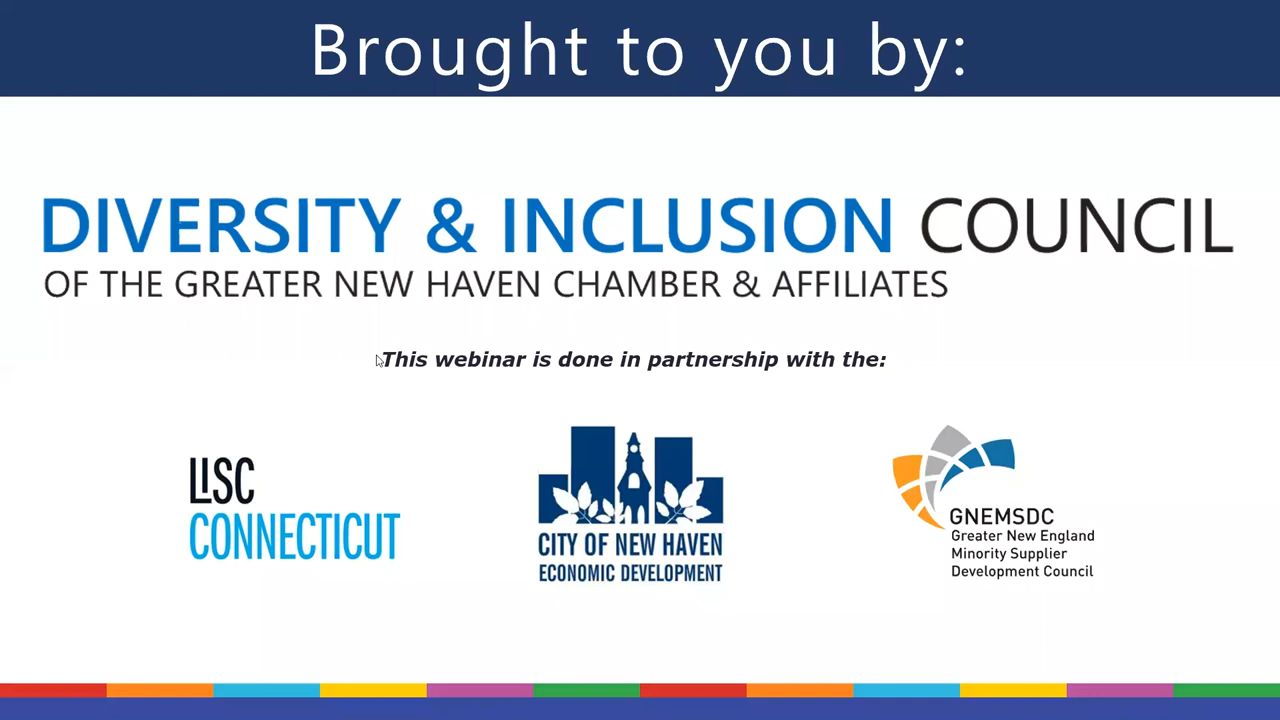 Brought to you by:
DIVERSITY & INCLUSION COUNCIL
OF THE GREATER NEW HAVEN CHAMBER & AFFILIATES
This webinar is done in partnership with the:
LISC
CONNECTICUT
CITY OF NEW HAVEN
ECONOMIC DEVELOPMENT
GNEMSDC
Greater New England
Minority Supplier
Development Council